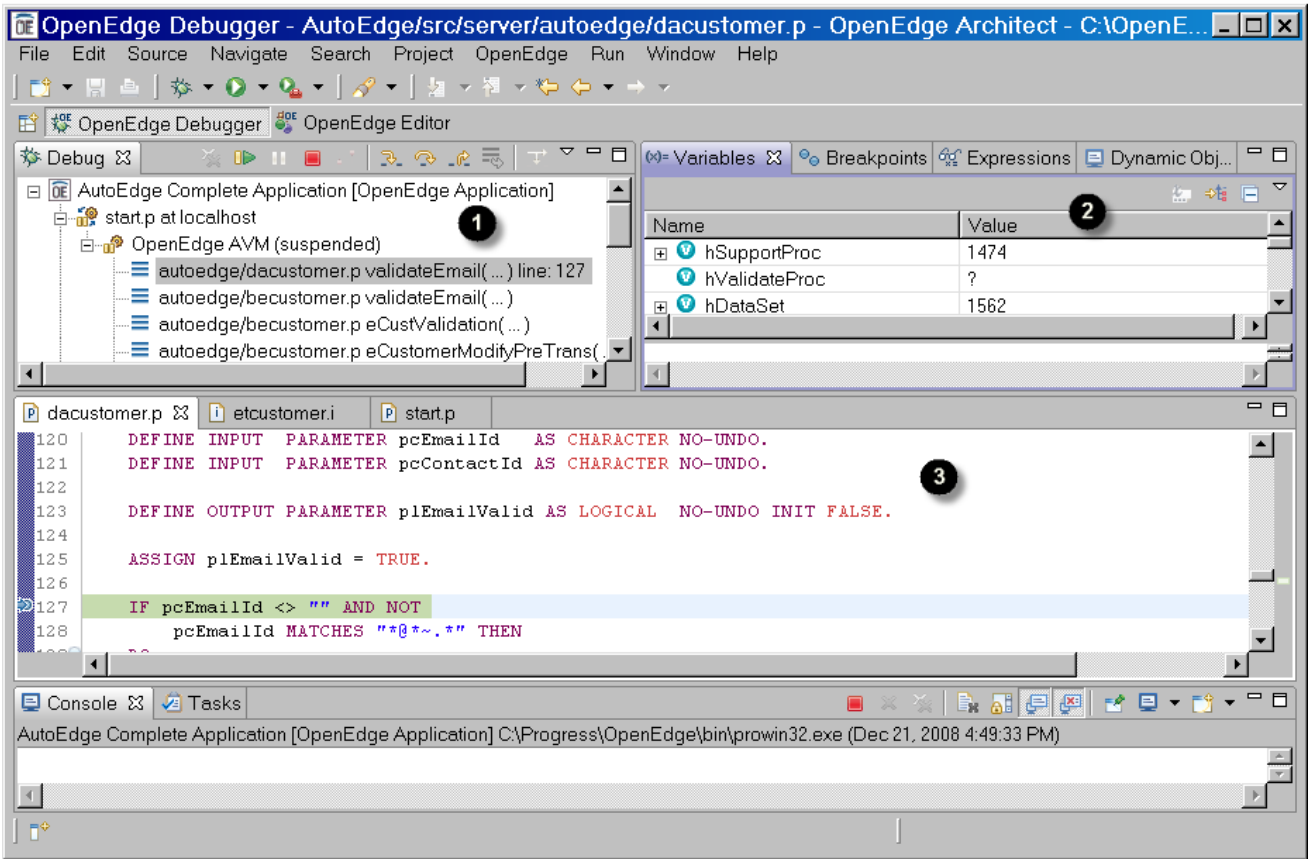 OpenEdge Debugger - AutoEdge/src/server/autoedge/dacustomer.p - OpenEdge Architect - C:\OpenE...
File Edit Source Navigate Search Project OpenEdge Run Window Help
OpenEdge Debugger OpenEdge Editor
Debug
AutoEdge Complete Application [OpenEdge Application]
start.p at localhost
1
OpenEdge AVM (suspended)
autoedge/dacustomer.p validateEmail( ... ) line: 127
autoedge/becustomer.p validateEmail( ... )
autoedge/becustomer.p eCustValidation( ... )
autoedge/becustomer.p eCustomerModifyPreTrans( .
(x)= Variables Breakpoints Expressions Dynamic Obj...
2
Name Value
hSupportProc 1474
hValidateProc ?
hDataSet 1562
dacustomer.p etcustomer.i start.p
120 DEFINE INPUT PARAMETER pcEmailId AS CHARACTER NO-UNDO.
121 DEFINE INPUT PARAMETER pcContactId AS CHARACTER NO-UNDO.
122
3
123 DEFINE OUTPUT PARAMETER plEmailValid AS LOGICAL NO-UNDO INIT FALSE.
124
125 ASSIGN plEmailValid = TRUE.
126
127 IF pcEmailId <> "" AND NOT
128 pcEmailId MATCHES "*@*~.*" THEN
Console Tasks
AutoEdge Complete Application [OpenEdge Application] C:\Progress\OpenEdge\bin\prowin32.exe (Dec 21, 2008 4:49:33 PM)